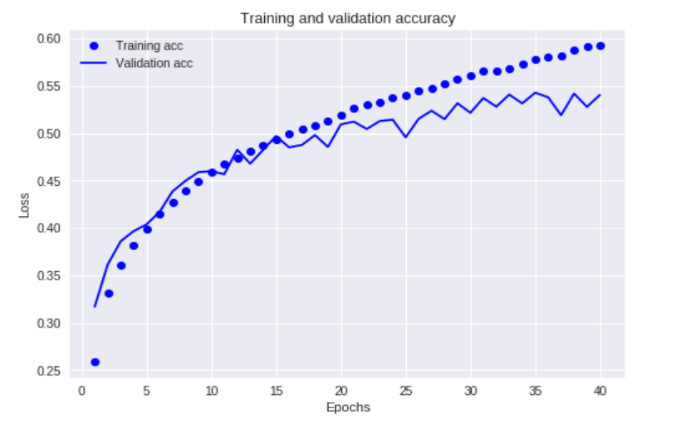 Training and validation accuracy
0.60
Training acc
Validation acc
0.55
0.50
0.45
0.40
0.35
0.30
0.25
Loss
0 5 10 15 20 25 30 35 40
Epochs